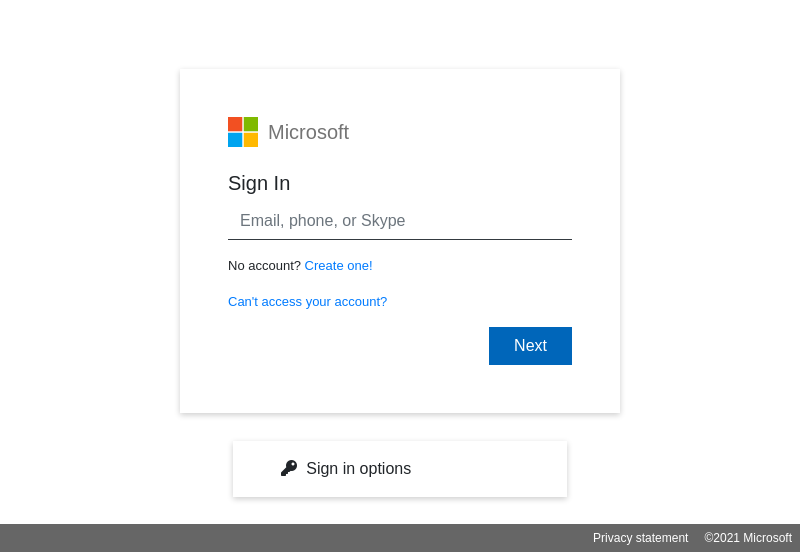 Microsoft
Sign In
Email, phone, or Skype
No account? Create one!
Can't access your account?
Next
Sign in options
Privacy statement ©2021 Microsoft